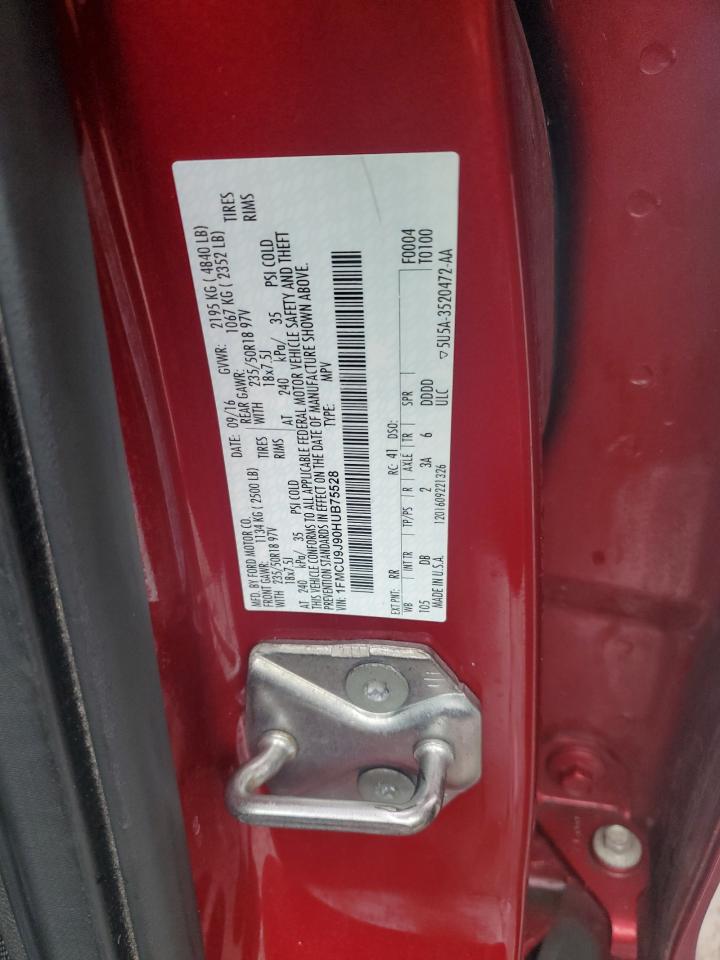 MFD. BY FORD MOTOR CO. DATE: 09/16 GVWR: 2195 KG ( 4840 LB)
FRONT GAWR: 1134 KG ( 2500 LB) REAR GAWR: 1067 KG ( 2352 LB)
WITH 235/50R18 97V TIRES WITH 235/50R18 97V TIRES
18x7.5J RIMS 18x7.5J RIMS
AT 240 kPa/ 35 PSI COLD AT 240 kPa/ 35 PSI COLD
THIS VEHICLE CONFORMS TO ALL APPLICABLE FEDERAL MOTOR VEHICLE SAFETY AND THEFT
PREVENTION STANDARDS IN EFFECT ON THE DATE OF MANUFACTURE SHOWN ABOVE.
VIN: 1FMCU9J90HUB75528 TYPE: MPV
EXT PNT: RR RC: 41 DSO: F0004
WB INT TR TP/PS R AXLE TR SPR T0100
105 DB 2 3A 6 DDDD
MADE IN U.S.A. 1201609221326 ULC ▽5U5A-3520472-AA